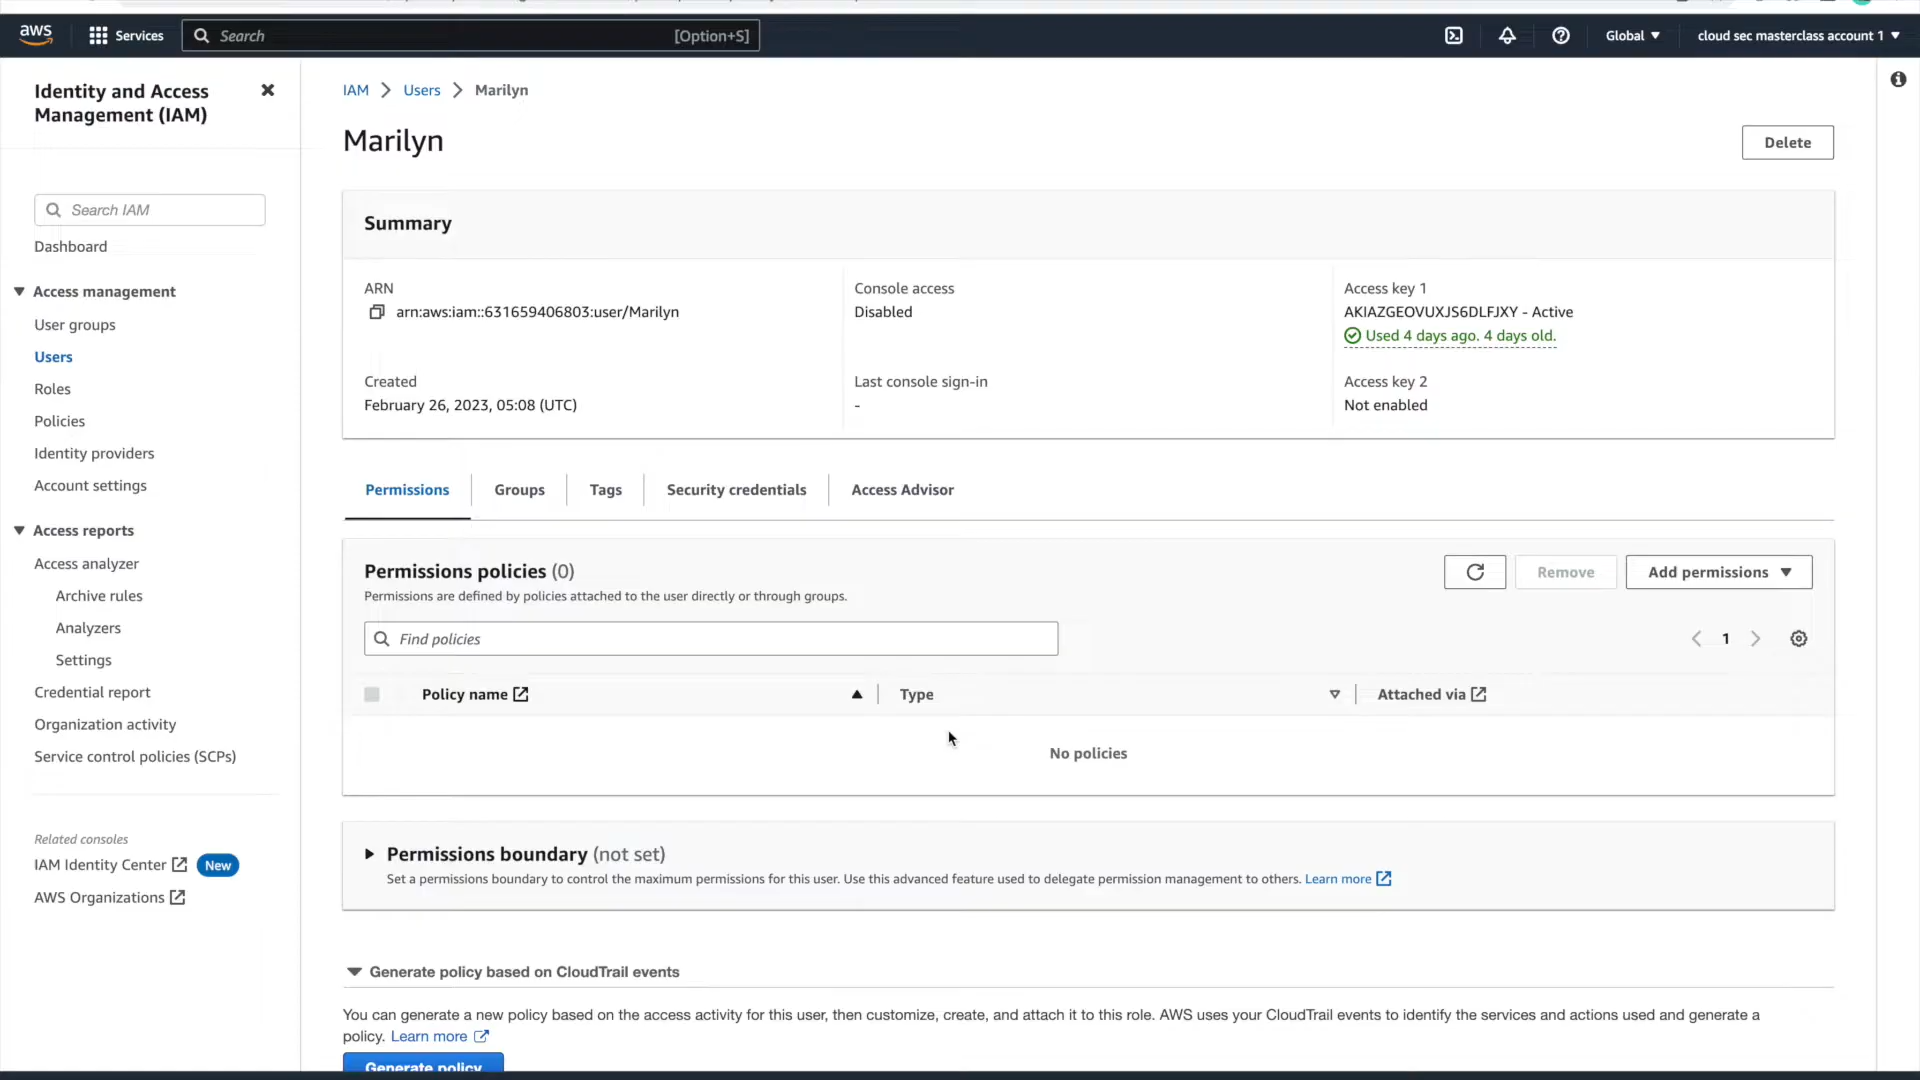 aws
Services
Search
[Option+S]
Global
cloud sec masterclass account 1
Identity and Access
Management (IAM)
Search IAM
Dashboard
Access management
User groups
Users
Roles
Policies
Identity providers
Account settings
Access reports
Access analyzer
Archive rules
Analyzers
Settings
Credential report
Organization activity
Service control policies (SCPs)
Related consoles
IAM Identity Center New
AWS Organizations
IAM > Users > Marilyn
Marilyn
Delete
Summary
ARN
arn:aws:iam::631659406803:user/Marilyn
Created
February 26, 2023, 05:08 (UTC)
Console access
Disabled
Last console sign-in
-
Access key 1
AKIAZGEOVUXJS6DLFJXY - Active
Used 4 days ago. 4 days old.
Access key 2
Not enabled
Permissions
Groups
Tags
Security credentials
Access Advisor
Permissions policies (0)
Permissions are defined by policies attached to the user directly or through groups.
Remove
Add permissions
Find policies
1
Policy name
Type
Attached via
No policies
Permissions boundary (not set)
Set a permissions boundary to control the maximum permissions for this user. Use this advanced feature used to delegate permission management to others. Learn more
Generate policy based on CloudTrail events
You can generate a new policy based on the access activity for this user, then customize, create, and attach it to this role. AWS uses your CloudTrail events to identify the services and actions used and generate a
policy. Learn more
Generate policy